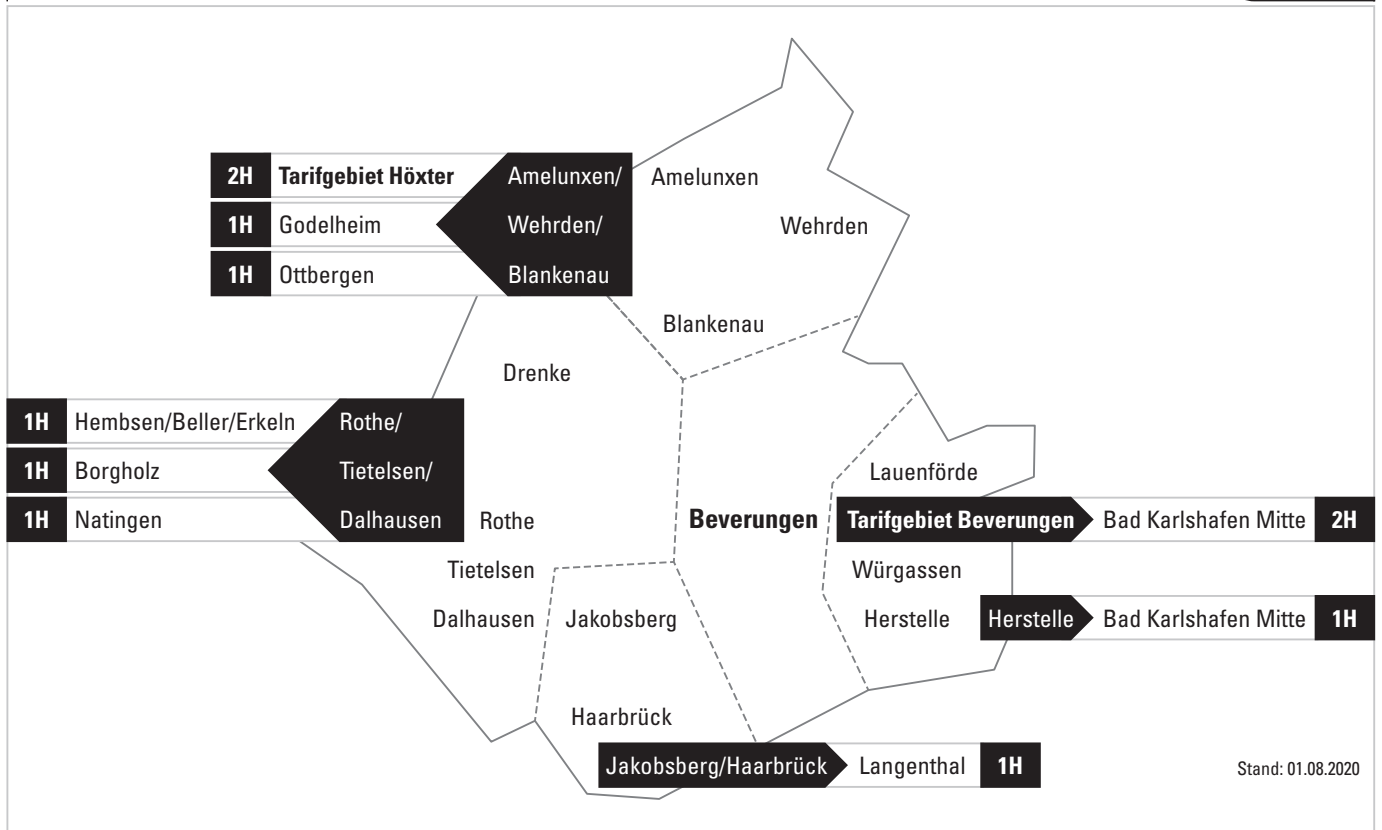 2H Tarifgebiet Höxter Amelunxen/ Amelunxen
1H Godelheim Wehrden/ Wehrden
1H Ottbergen Blankenau
Blankenau
Drenke
1H Hembsen/Beller/Erkeln Rothe/
1H Borgholz Tietelsen/ Lauenförde
1H Natingen Dalhausen Rothe Beverungen Tarifgebiet Beverungen Bad Karlshafen Mitte 2H
Tietelsen Würgassen
Dalhausen Jakobsberg Herstelle Herstelle Bad Karlshafen Mitte 1H
Haarbrück
Jakobsberg/Haarbrück Langenthal 1H Stand: 01.08.2020